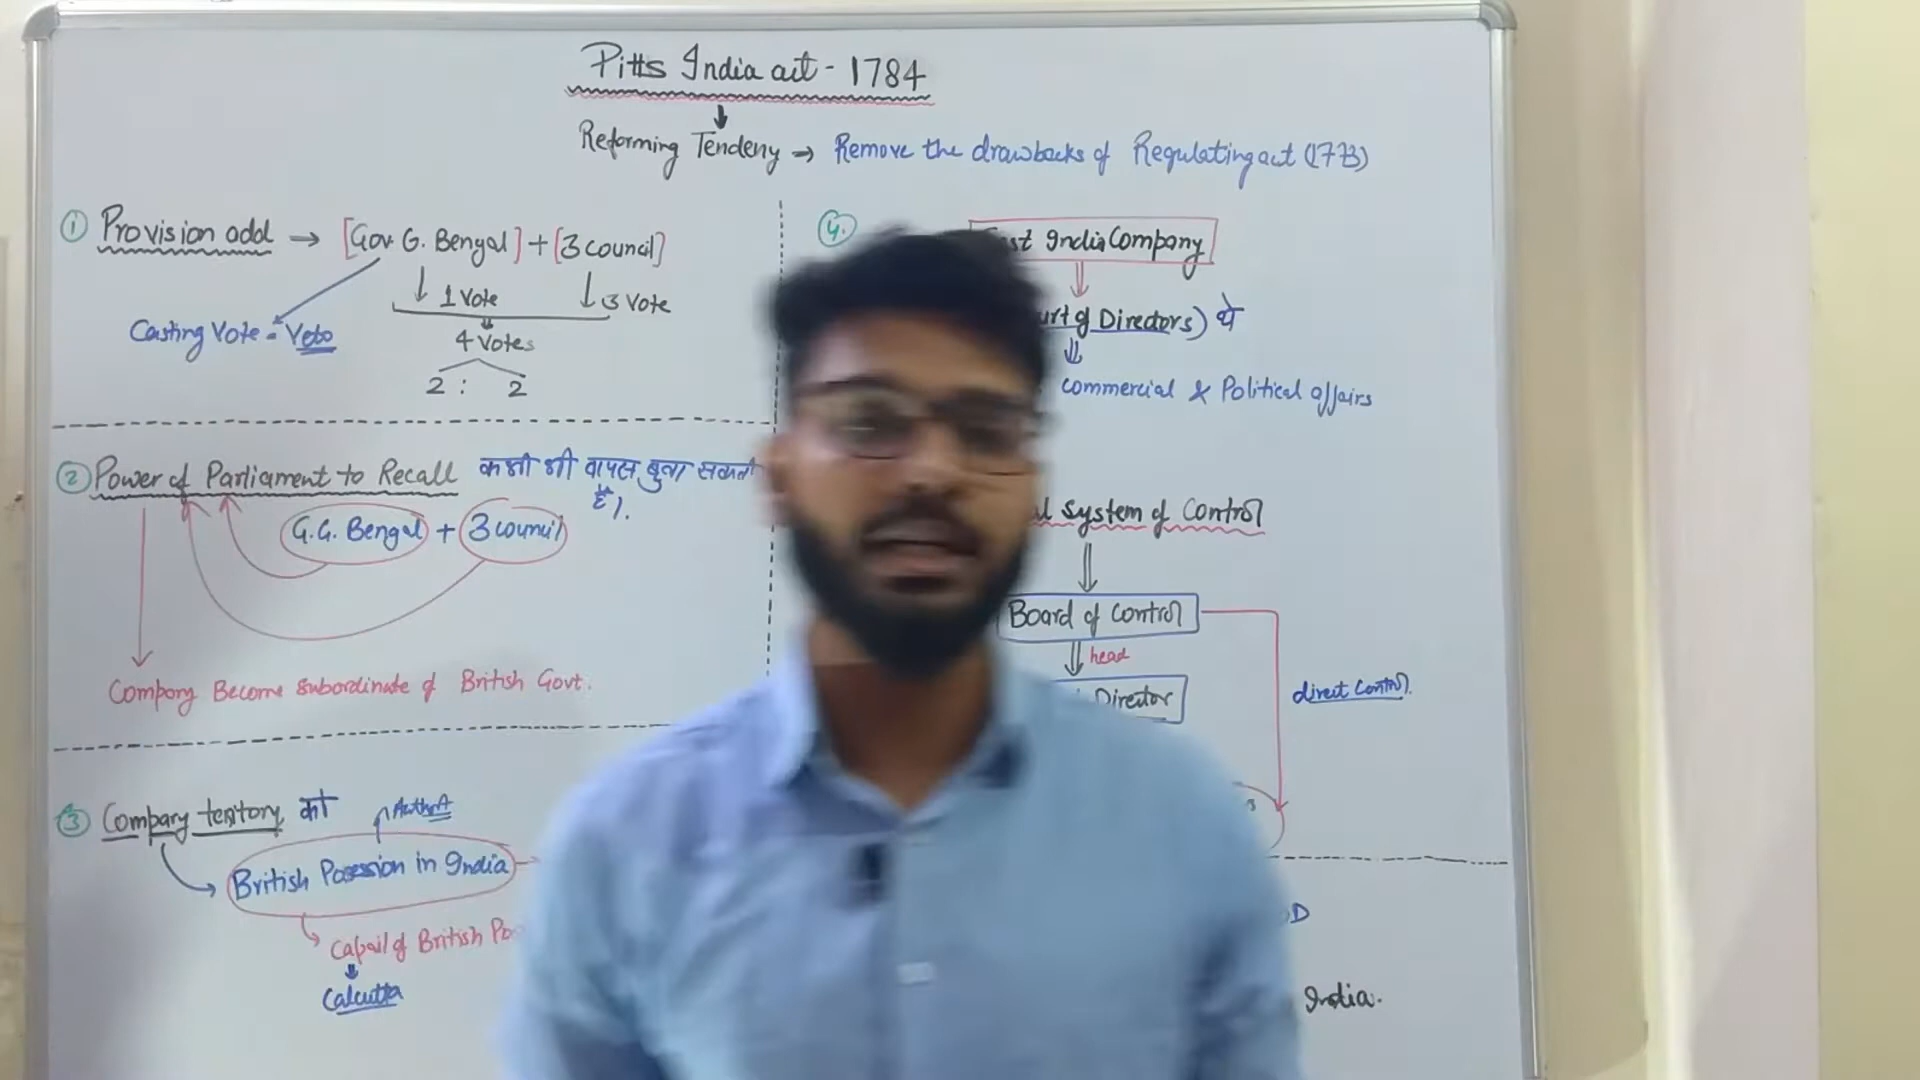 Pitts India act - 1784
Reforming Tendeny → Remove the drawbacks of Regulating act (1773)
① Provision add → [Gov. G. Bengal] + [3 council]
1 Vote
3 Vote
Casting Vote = Veto
4 Votes
2 : 2
② Power of Parliament to Recall कभी भी वापस बुला सकती
है।
G.G. Bengal + 3 council
Company Become Subordinate of British Govt.
③ Company territory का
British Possession in India
British
Calcutta
4.
India Company
of Directors) थे
commercial & Political affairs
System of Control
Board of Control
head
Director
direct control.
D
India.